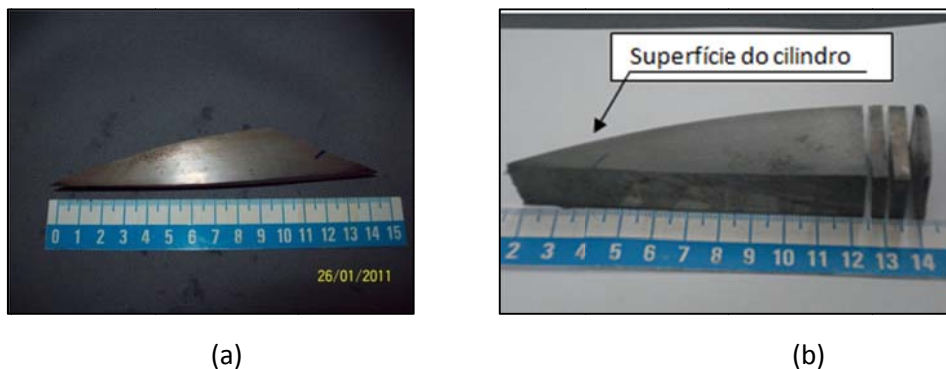 Superfície do cilindro
0 1 2 3 4 5 6 7 8 9 10 11 12 13 14 15
26/01/2011
2 3 4 5 6 7 8 9 10 11 12 13 14
(a)
(b)